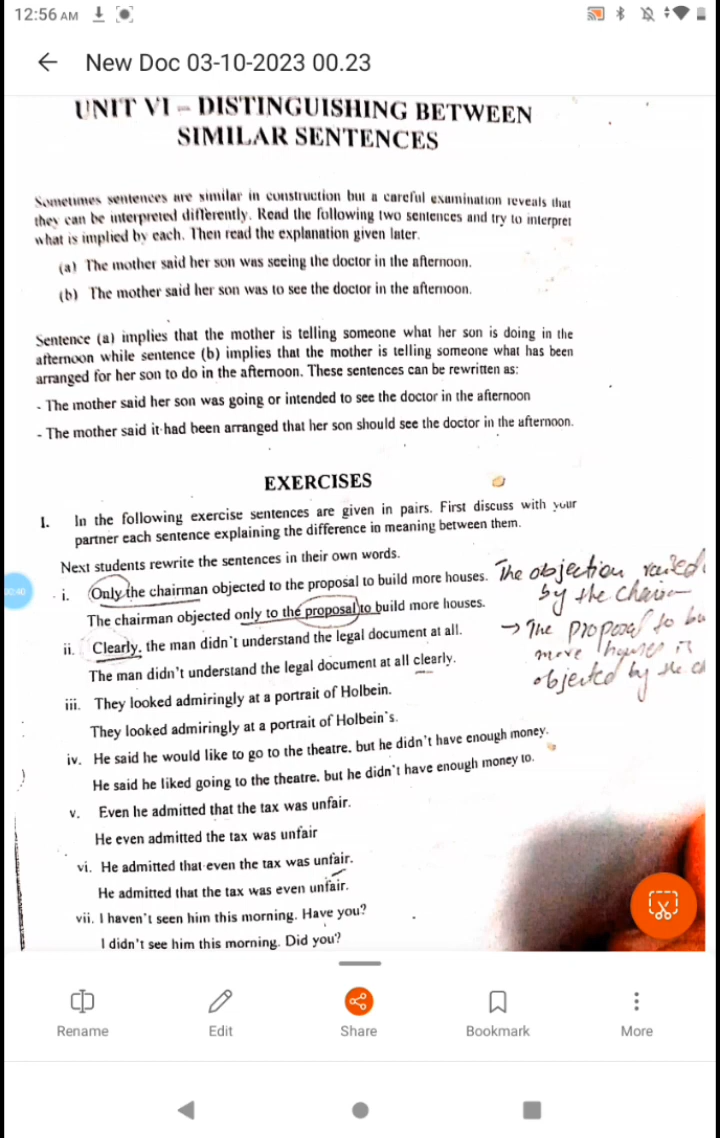 12:56 AM
New Doc 03-10-2023 00.23
UNIT VI – DISTINGUISHING BETWEEN
SIMILAR SENTENCES
Sometimes sentences are similar in construction but a careful examination reveals that
they can be interpreted differently. Read the following two sentences and try to interpret
what is implied by each. Then read the explanation given later.
(a) The mother said her son was seeing the doctor in the afternoon.
(b) The mother said her son was to see the doctor in the afternoon.
Sentence (a) implies that the mother is telling someone what her son is doing in the
afternoon while sentence (b) implies that the mother is telling someone what has been
arranged for her son to do in the afternoon. These sentences can be rewritten as:
- The mother said her son was going or intended to see the doctor in the afternoon
- The mother said it had been arranged that her son should see the doctor in the afternoon.
EXERCISES
1. In the following exercise sentences are given in pairs. First discuss with your
partner each sentence explaining the difference in meaning between them.
Next students rewrite the sentences in their own words.
i. Only the chairman objected to the proposal to build more houses. The objection raised
by the chair
The chairman objected only to the proposal to build more houses.
→ The proposal to bu
ii. Clearly, the man didn't understand the legal document at all.
more houses is
The man didn't understand the legal document at all clearly.
objected by the c
iii. They looked admiringly at a portrait of Holbein.
They looked admiringly at a portrait of Holbein's.
iv. He said he would like to go to the theatre, but he didn't have enough money.
He said he liked going to the theatre, but he didn't have enough money to.
v. Even he admitted that the tax was unfair.
He even admitted the tax was unfair
vi. He admitted that even the tax was unfair.
He admitted that the tax was even unfair.
vii. I haven't seen him this morning. Have you?
I didn't see him this morning. Did you?
00:40
Rename Edit Share Bookmark More